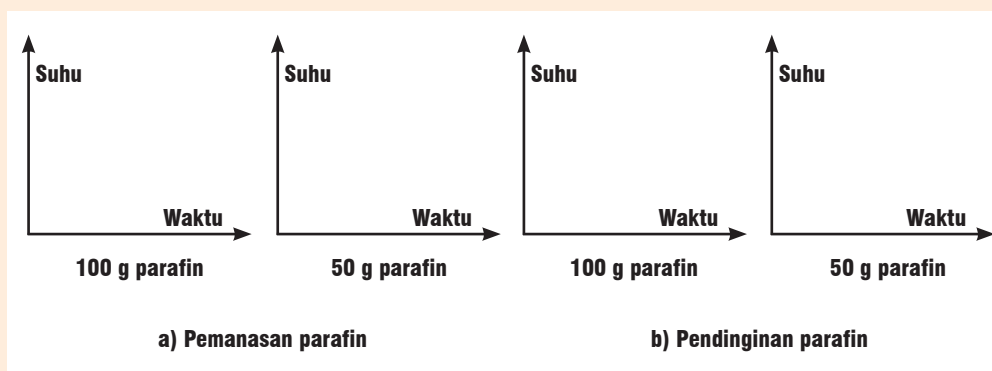 Suhu Suhu Suhu Suhu
Waktu Waktu Waktu Waktu
100 g parafin 50 g parafin 100 g parafin 50 g parafin
a) Pemanasan parafin b) Pendinginan parafin